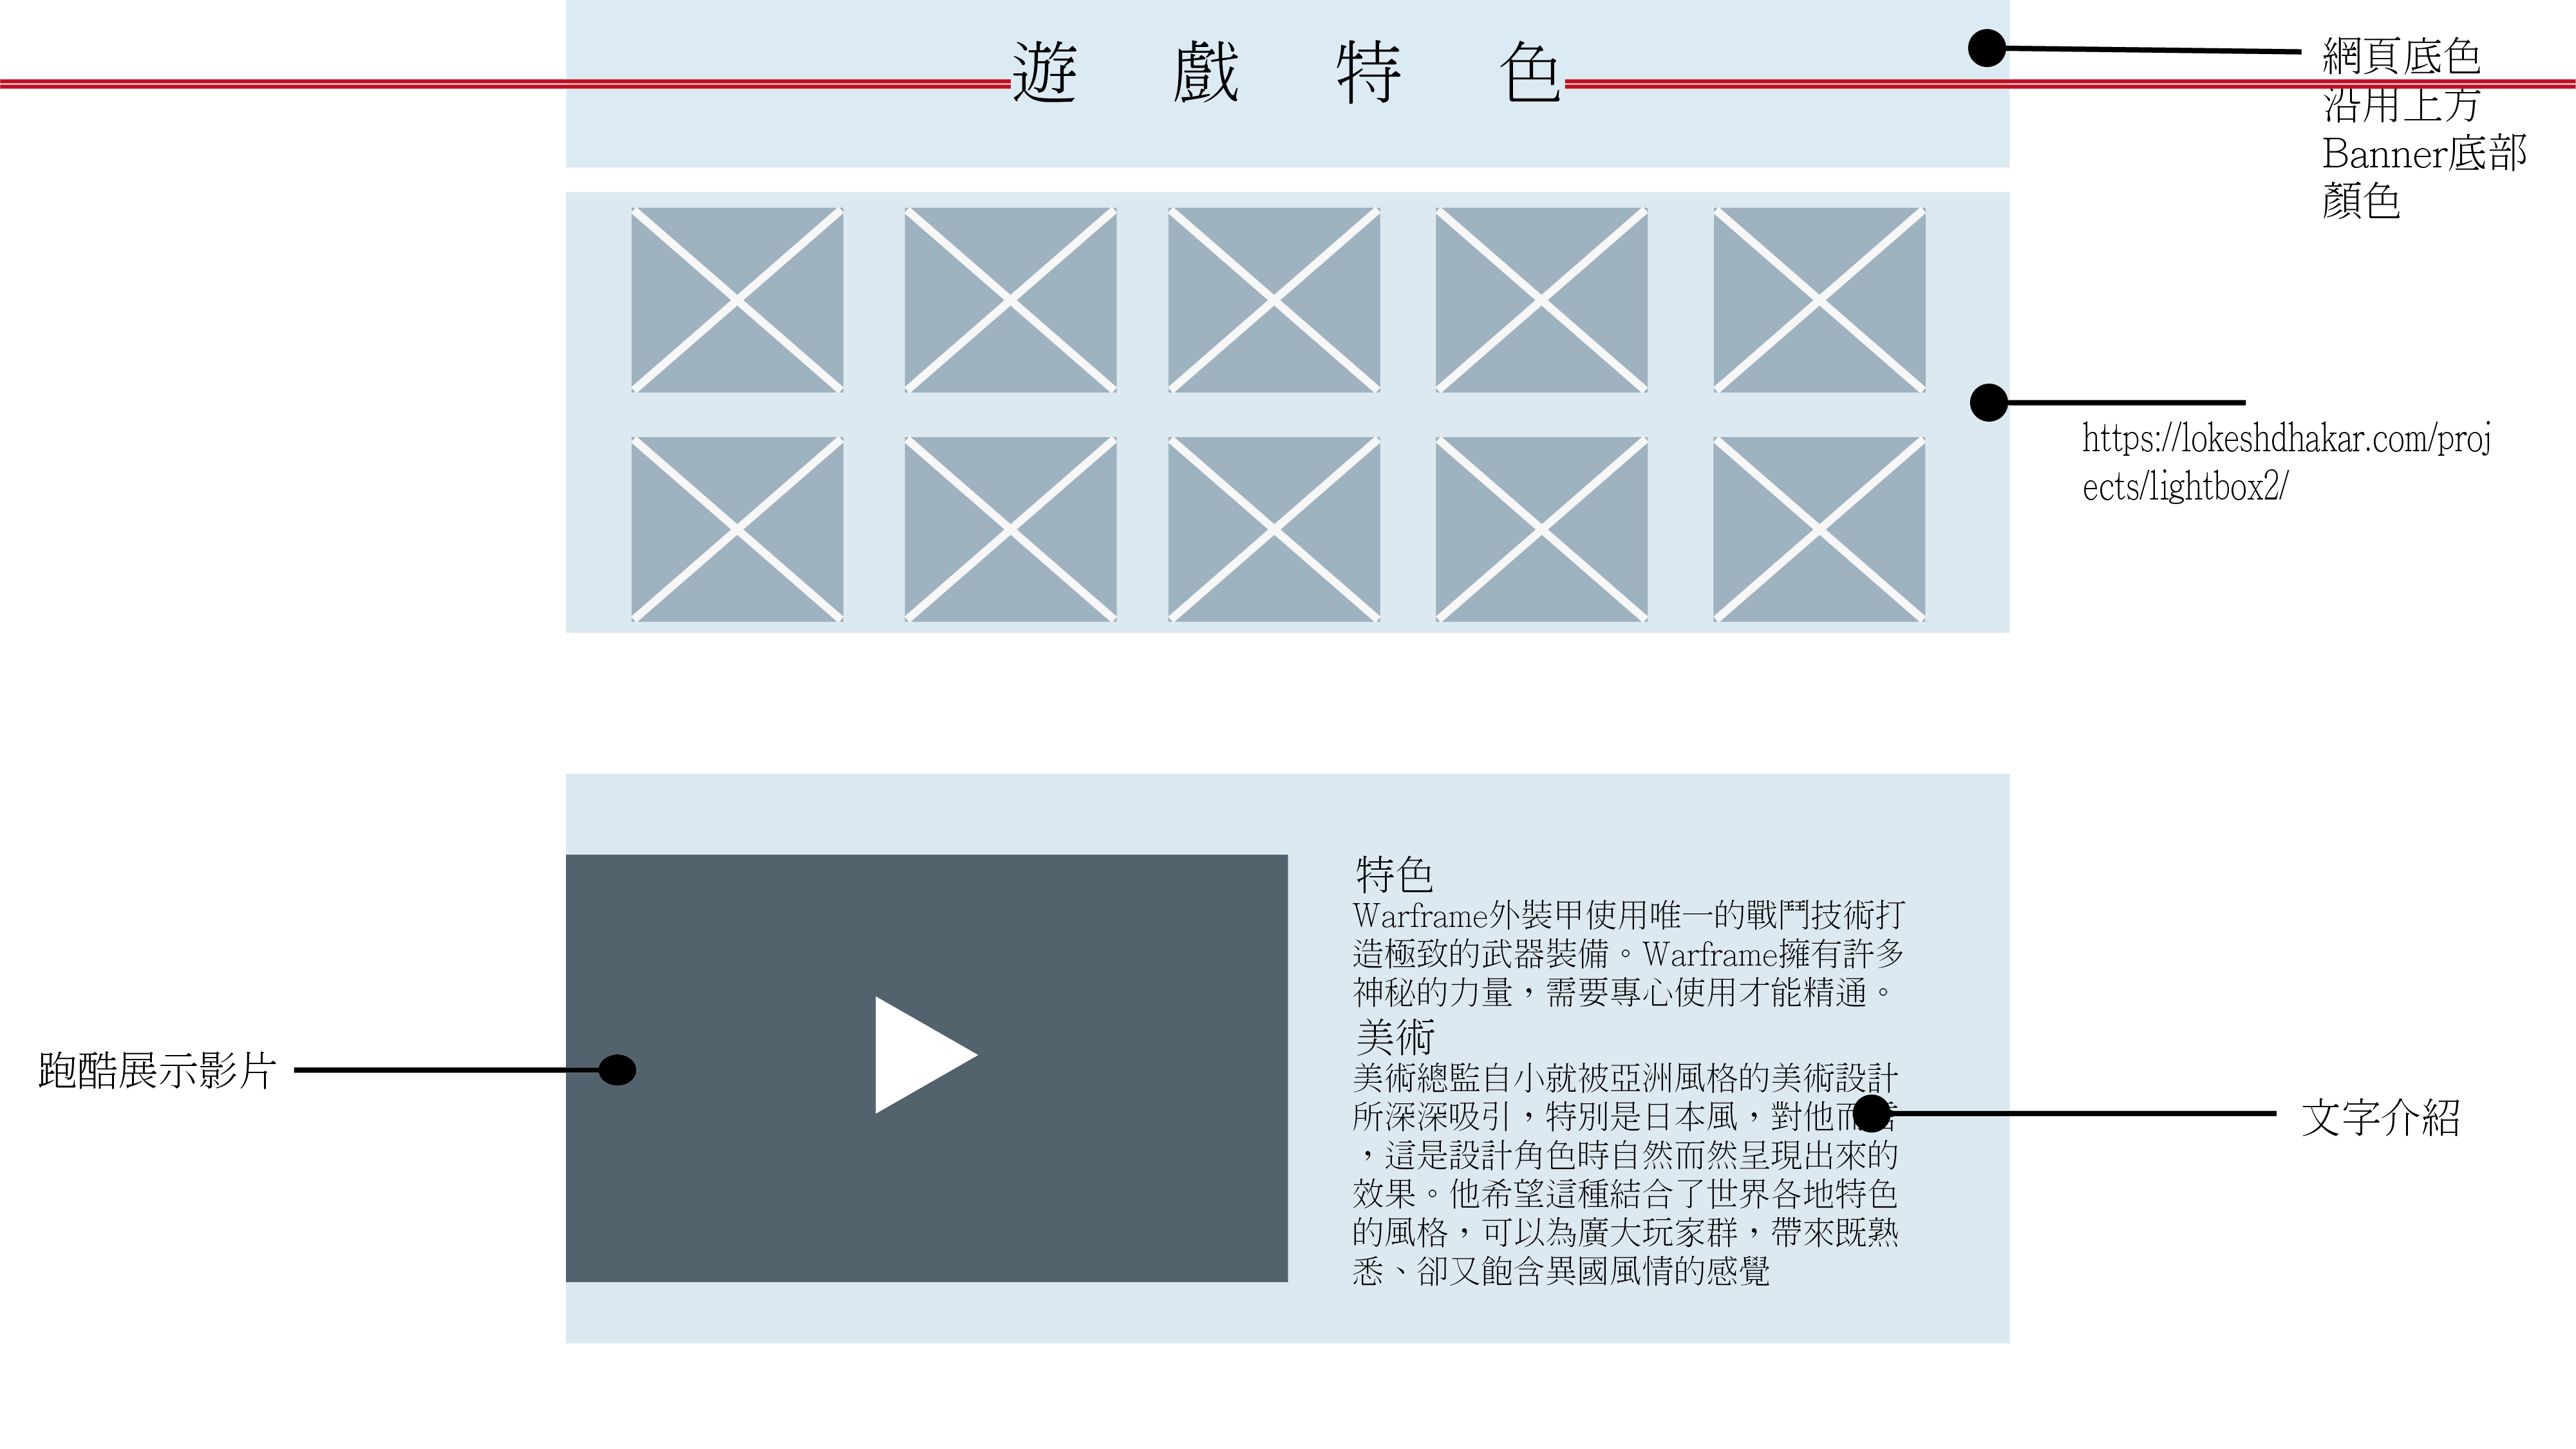 遊戲特色
網頁底色
沿用上方
Banner底部
顏色
https://lokeshdhakar.com/proj
ects/lightbox2/
特色
Warframe外裝甲使用唯一的戰鬥技術打
造極致的武器裝備。Warframe擁有許多
神秘的力量，需要專心使用才能精通。
美術
美術總監自小就被亞洲風格的美術設計
所深深吸引，特別是日本風，對他而
，這是設計角色時自然而然呈現出來的
效果。他希望這種結合了世界各地特色
的風格，可以為廣大玩家群，帶來既熟
悉、卻又飽含異國風情的感覺
跑酷展示影片
文字介紹